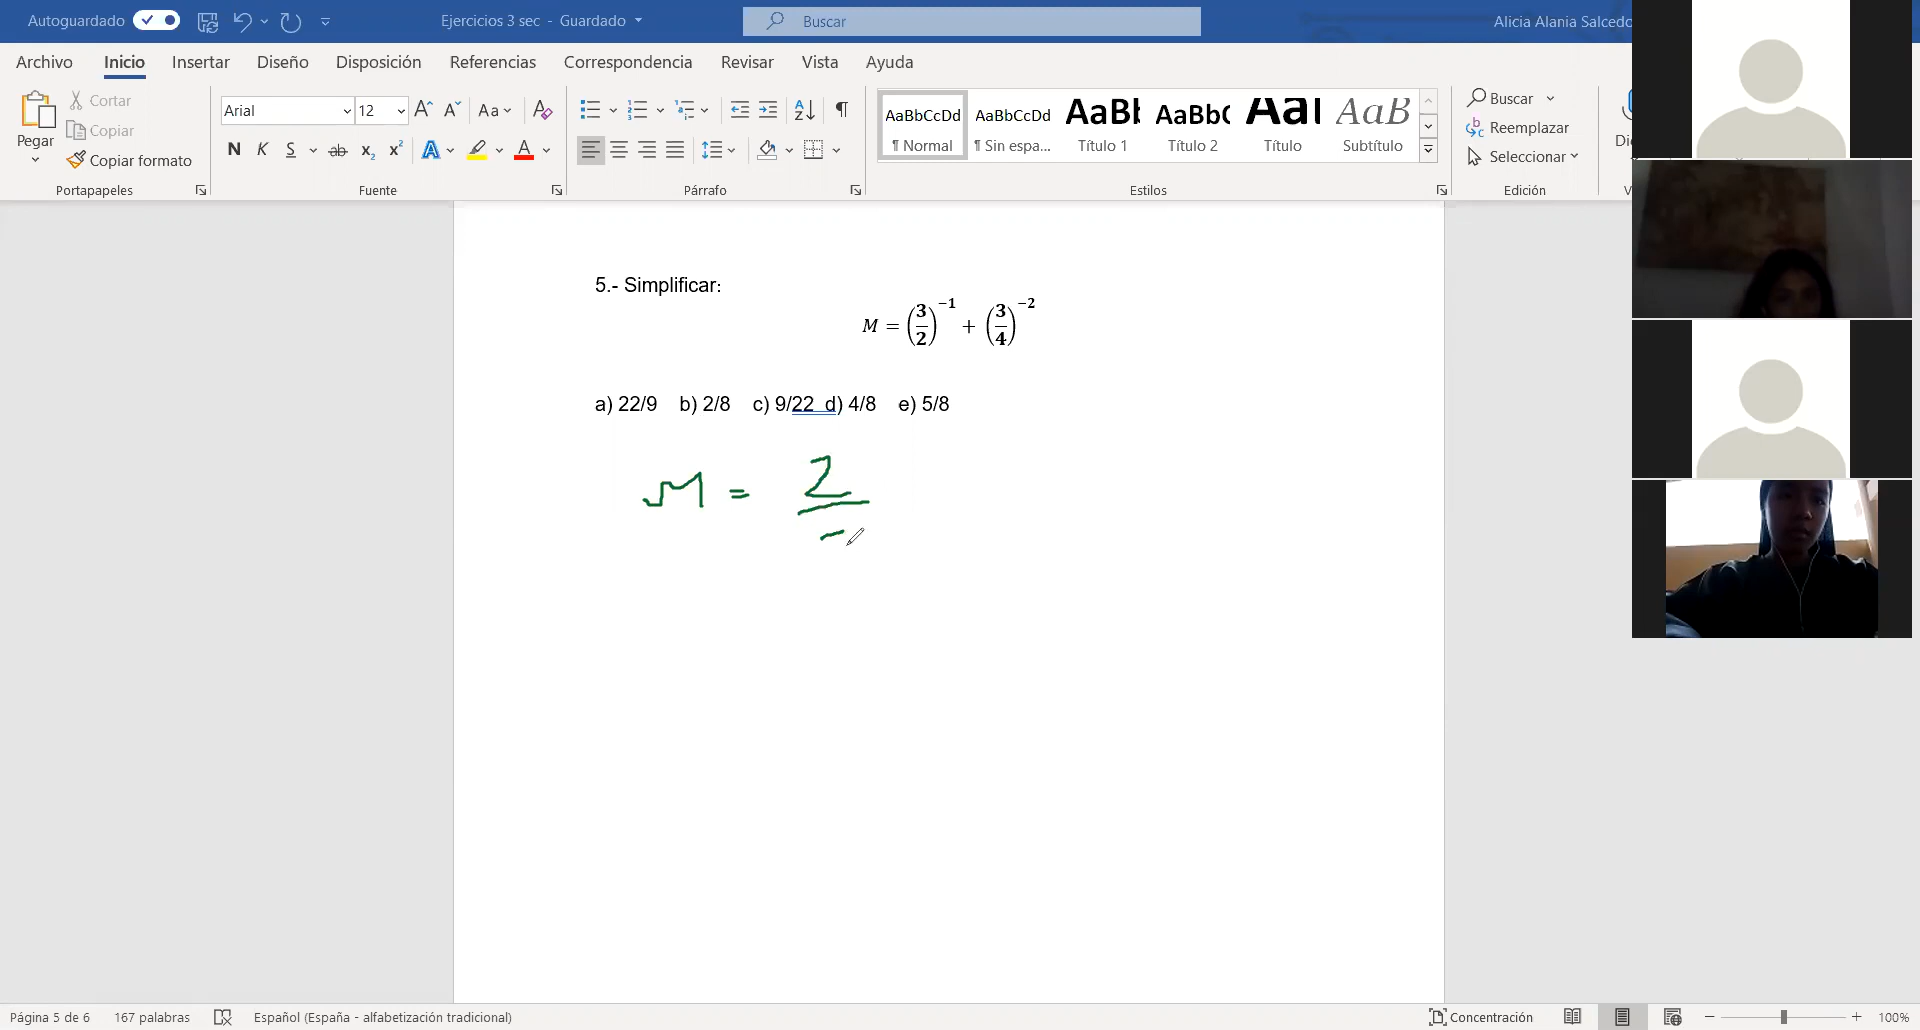 Autoguardado Ejercicios 3 sec - Guardado Buscar Alicia Alania Salcedo
Archivo Inicio Insertar Diseño Disposición Referencias Correspondencia Revisar Vista Ayuda
Pegar
Cortar
Copiar
Copiar formato
Portapapeles
Arial 12
Fuente
Párrafo
AaBbCcDd AaBbCcDd AaBb AaBbC AaI AaB
¶ Normal ¶ Sin espa... Título 1 Título 2 Título Subtítulo
Estilos
Buscar
Reemplazar
Seleccionar
Edición
5.- Simplificar:
M = (3/2)^−1 + (3/4)^−2
a) 22/9 b) 2/8 c) 9/22 d) 4/8 e) 5/8
M = 2
Página 5 de 6 167 palabras Español (España - alfabetización tradicional) Concentración 100%